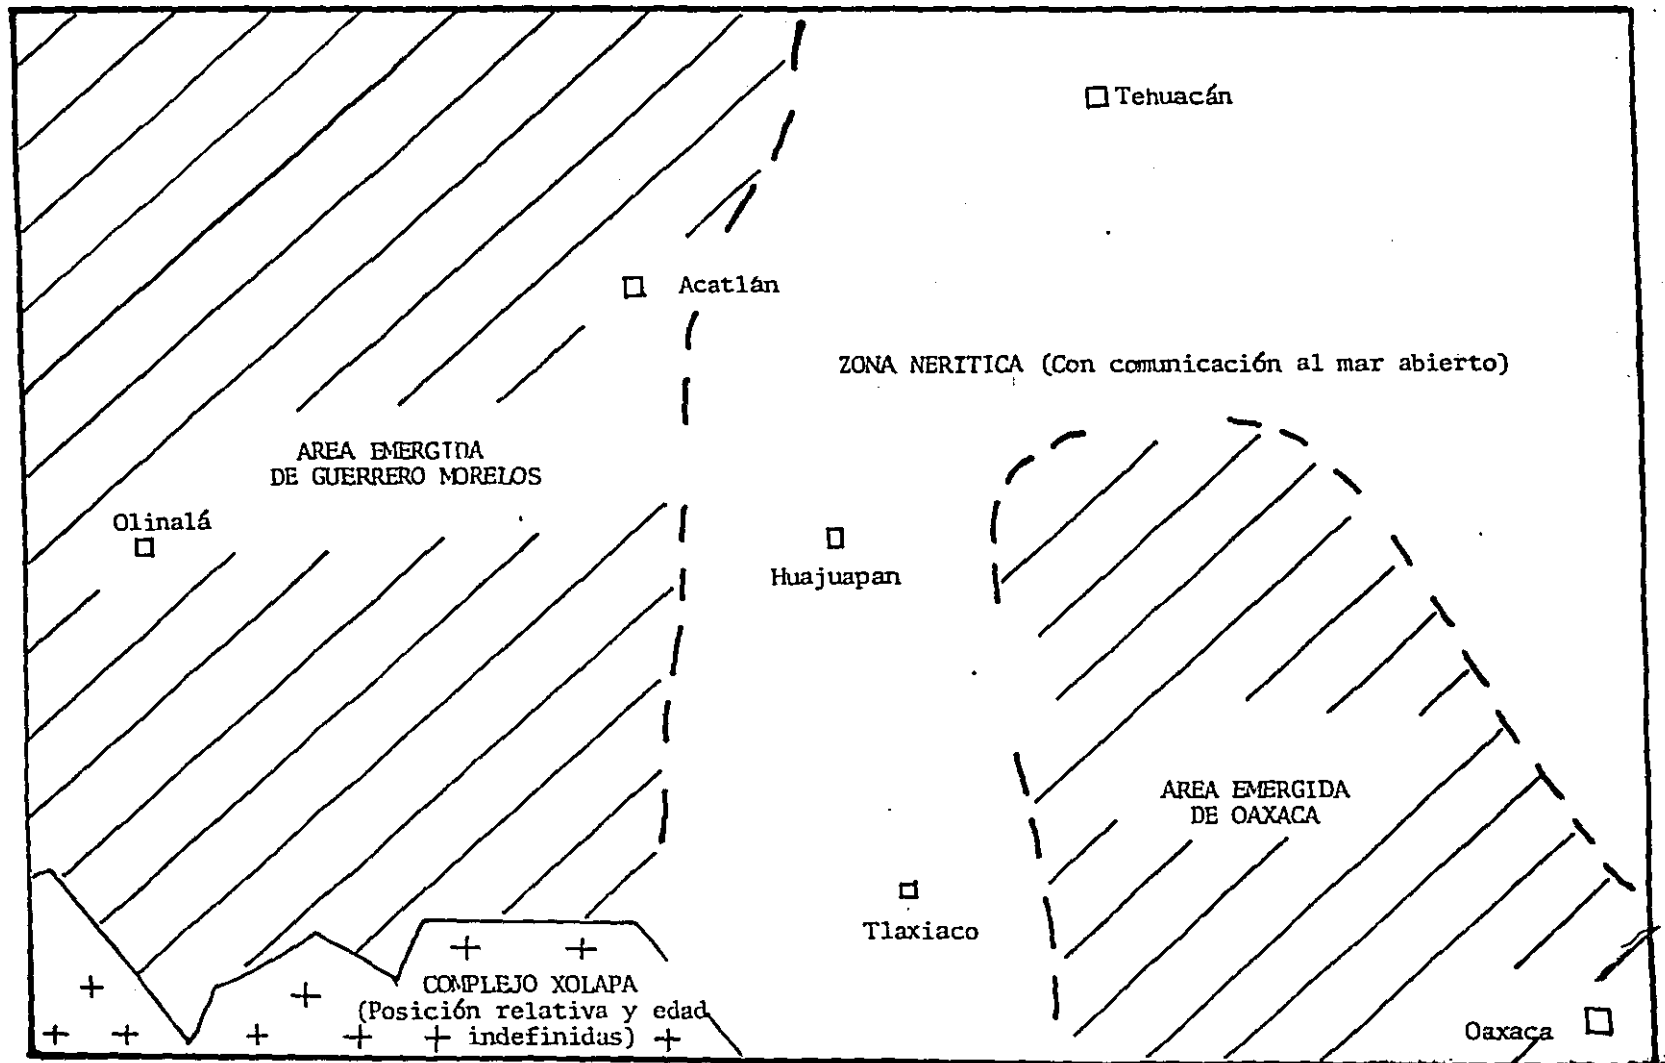 Tehuacán
Acatlán
ZONA NERITICA (Con comunicación al mar abierto)
AREA EMERGIDA
DE GUERRERO MORELOS
Olinalá
Huajuapan
AREA EMERGIDA
DE OAXACA
Tlaxiaco
COMPLEJO XOLAPA
(Posición relativa y edad
indefinidas)
Oaxaca